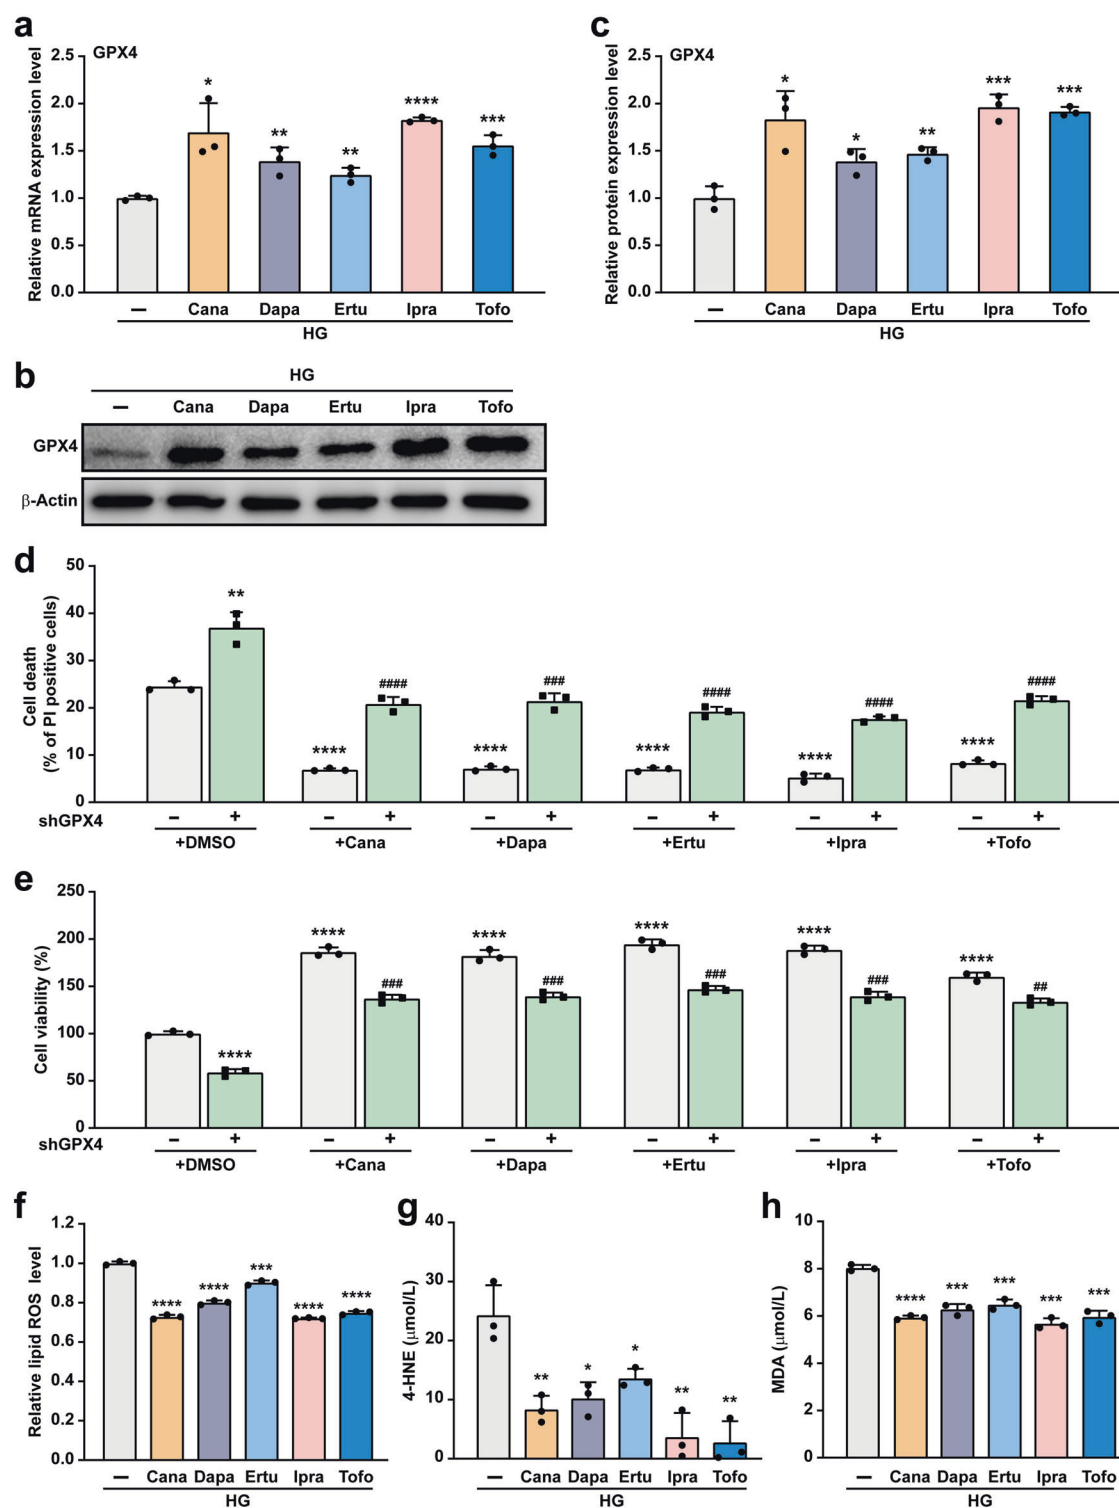 a
GPX4
Relative mRNA expression level
2.5
2.0
1.5
1.0
0.5
0.0
*
**
**
****
***
– Cana Dapa Ertu Ipra Tofo
HG
c
GPX4
Relative protein expression level
2.5
2.0
1.5
1.0
0.5
0.0
*
*
**
***
***
– Cana Dapa Ertu Ipra Tofo
HG
b
HG
– Cana Dapa Ertu Ipra Tofo
GPX4
β-Actin
d
Cell death
(% of PI positive cells)
50
40
30
20
10
0
**
****
####
****
###
****
####
****
####
****
####
shGPX4 – + – + – + – + – + – +
+DMSO +Cana +Dapa +Ertu +Ipra +Tofo
e
Cell viability (%)
250
200
150
100
50
0
****
****
###
****
###
****
###
****
###
****
##
shGPX4 – + – + – + – + – + – +
+DMSO +Cana +Dapa +Ertu +Ipra +Tofo
f
Relative lipid ROS level
1.2
1.0
0.8
0.6
0.4
0.2
0.0
****
****
***
****
****
– Cana Dapa Ertu Ipra Tofo
HG
g
4-HNE (μmol/L)
40
30
20
10
0
**
*
*
**
**
– Cana Dapa Ertu Ipra Tofo
HG
h
MDA (μmol/L)
10
8
6
4
2
0
****
***
***
***
***
– Cana Dapa Ertu Ipra Tofo
HG